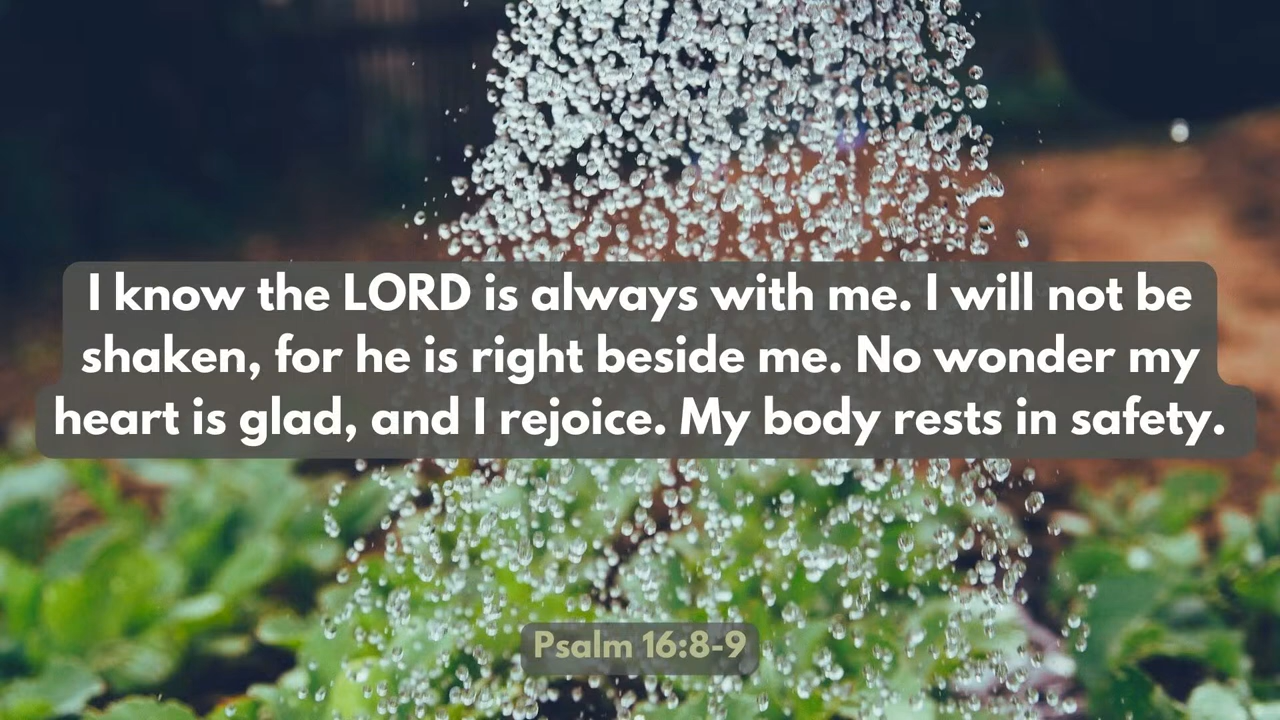 I know the LORD is always with me. I will not be
shaken, for he is right beside me. No wonder my
heart is glad, and I rejoice. My body rests in safety.
Psalm 16:8-9